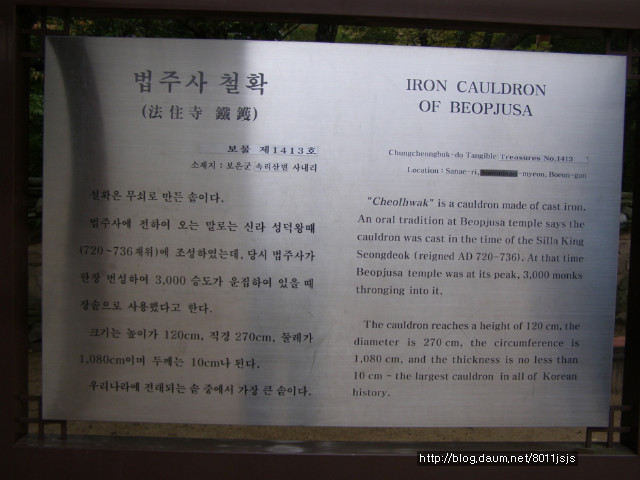 법주사 철확
(法住寺 鐵鑊)
보물 제1413호
소재지 : 보은군 속리산면 사내리
철확은 무쇠로 만든 솥이다.
법주사에 전하여 오는 말로는 신라 성덕왕때
(720~736재위)에 조성하였는데, 당시 법주사가
한창 번성하여 3,000 승도가 운집하여 있을 때
장솥으로 사용했다고 한다.
크기는 높이가 120cm, 직경 270cm, 둘레가
1,080cm이며 두께는 10cm나 된다.
우리나라에 전래되는 솥 중에서 가장 큰 솥이다.
IRON CAULDRON
OF BEOPJUSA
Chungcheongbuk-do Tangible Treasures No.1413
Location : Sanae-ri, -myeon, Boeun-gun
"Cheolhwak" is a cauldron made of cast iron.
An oral tradition at Beopjusa temple says the
cauldron was cast in the time of the Silla King
Seongdeok (reigned AD 720-736). At that time
Beopjusa temple was at its peak, 3,000 monks
thronging into it.
The cauldron reaches a height of 120 cm, the
diameter is 270 cm, the circumference is
1,080 cm, and the thickness is no less than
10 cm - the largest cauldron in all of Korean
history.
http://blog.daum.net/8011jsjs